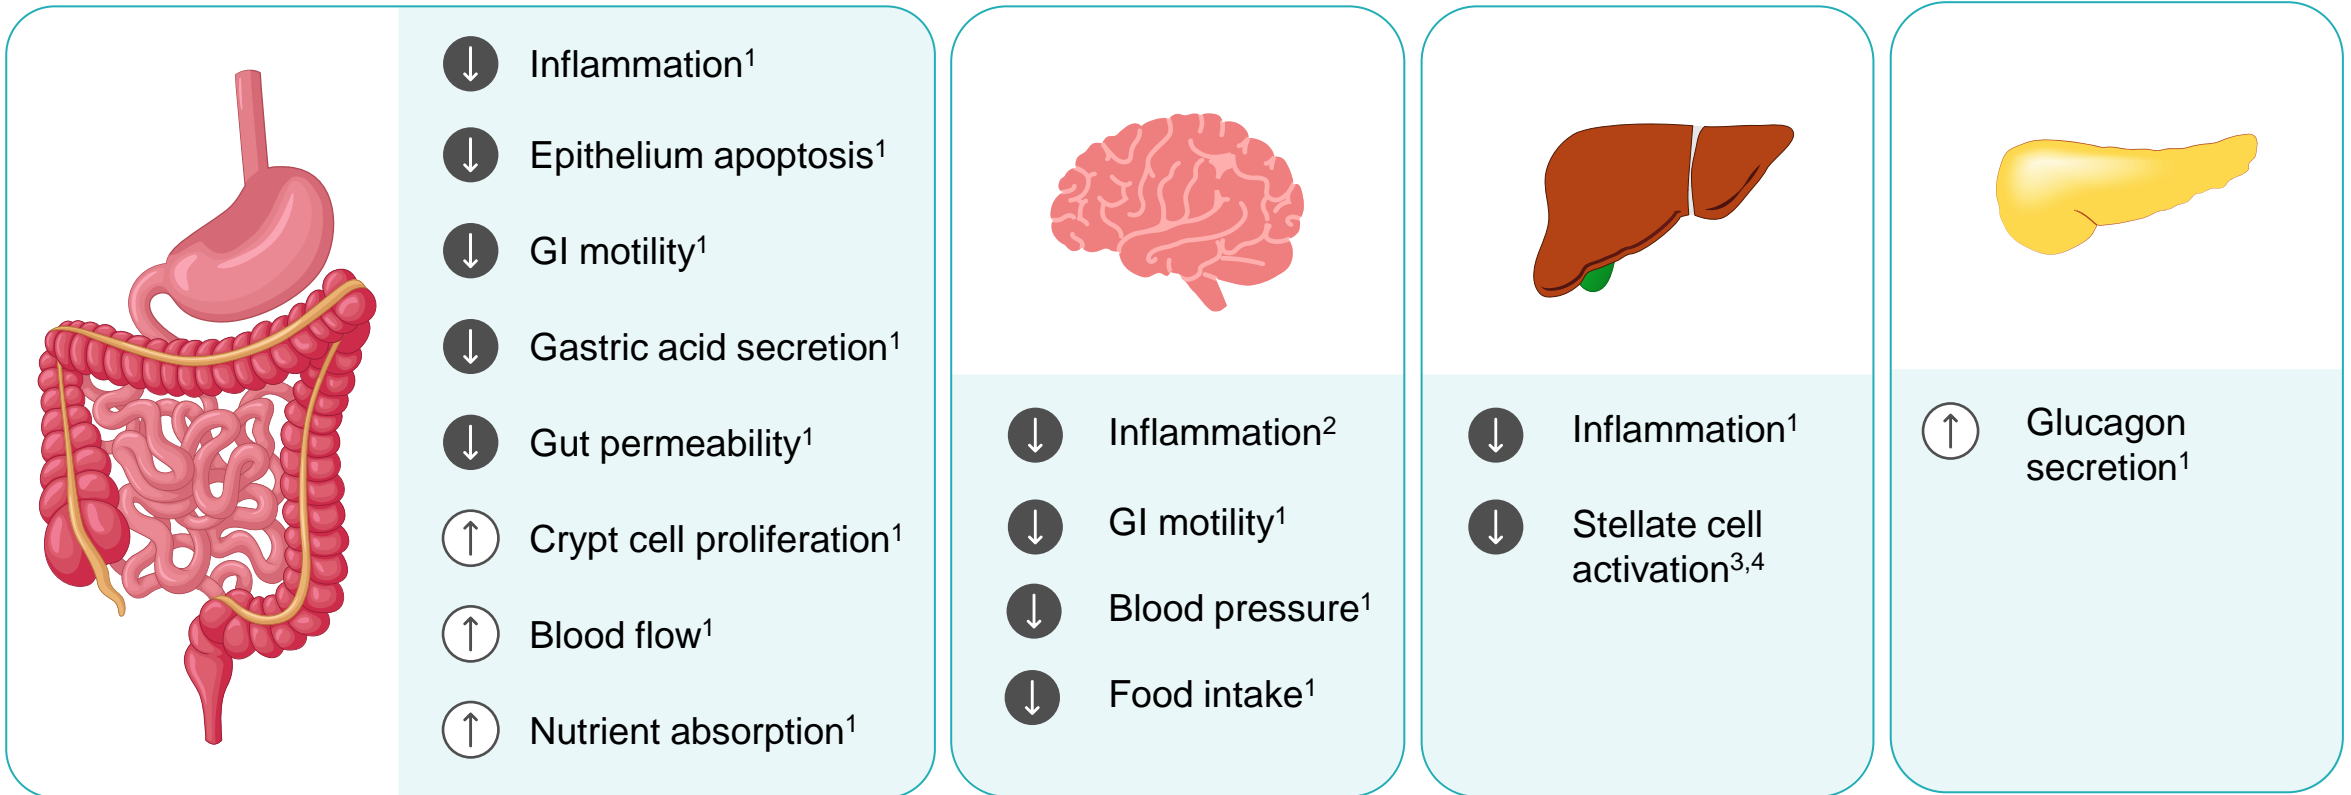 Inflammation¹
Epithelium apoptosis¹
GI motility¹
Gastric acid secretion¹
Gut permeability¹
Crypt cell proliferation¹
Blood flow¹
Nutrient absorption¹
Inflammation²
GI motility¹
Blood pressure¹
Food intake¹
Inflammation¹
Stellate cell
activation³,⁴
Glucagon
secretion¹